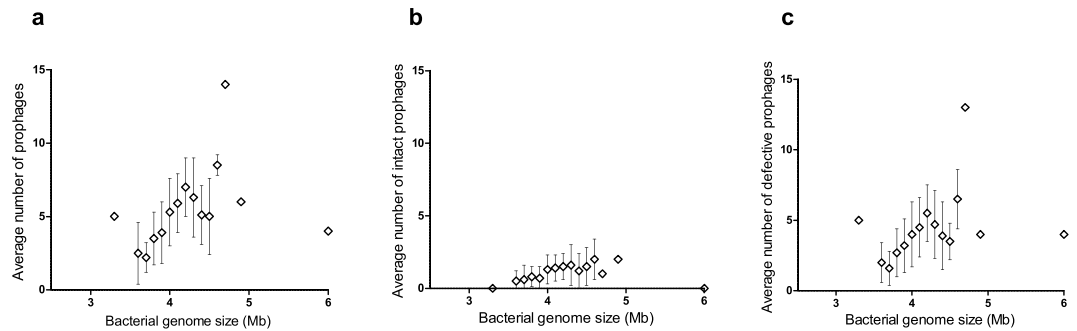 a
b
c
Average number of prophages
15
10
5
0
3
4
5
6
Bacterial genome size (Mb)
Average number of intact prophages
15
10
5
0
3
4
5
6
Bacterial genome size (Mb)
Average number of defective prophages
15
10
5
0
3
4
5
6
Bacterial genome size (Mb)